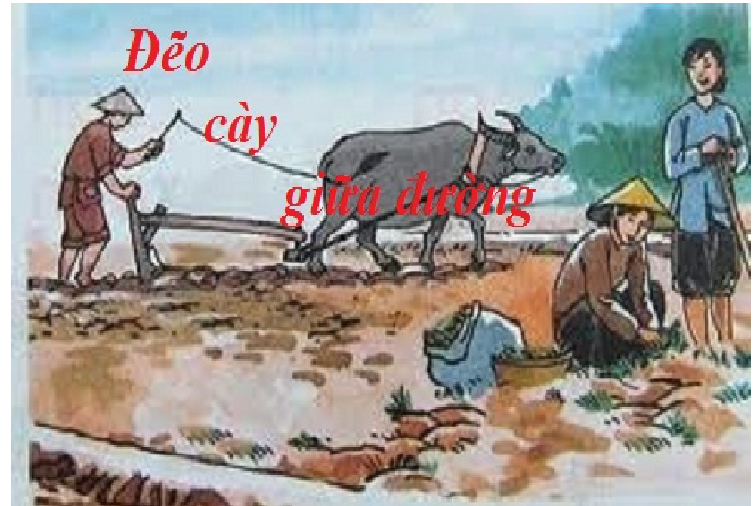 Đẽo
cày
giữa đường